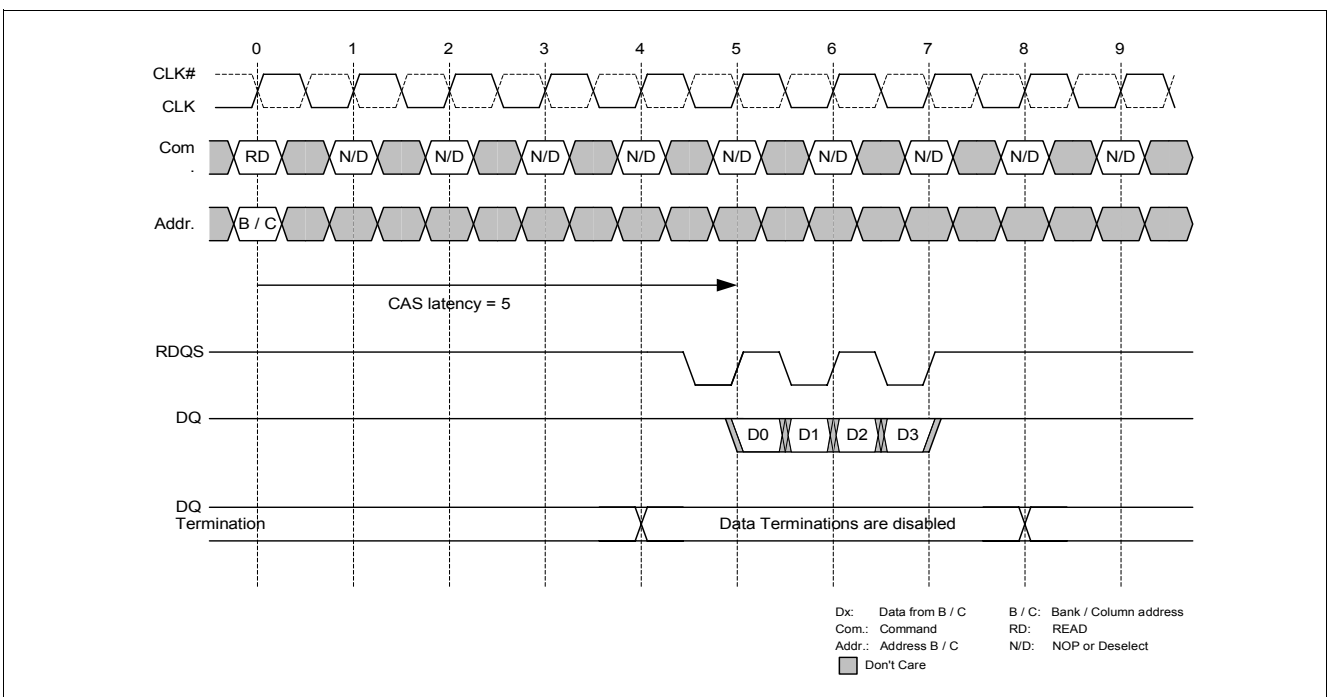 0 1 2 3 4 5 6 7 8 9
CLK#
CLK
Com
.
RD N/D N/D N/D N/D N/D N/D N/D N/D N/D
Addr.
B / C
CAS latency = 5
RDQS
DQ
D0 D1 D2 D3
DQ
Termination
Data Terminations are disabled
Dx: Data from B / C B / C: Bank / Column address
Com.: Command RD: READ
Addr.: Address B / C N/D: NOP or Deselect
Don't Care